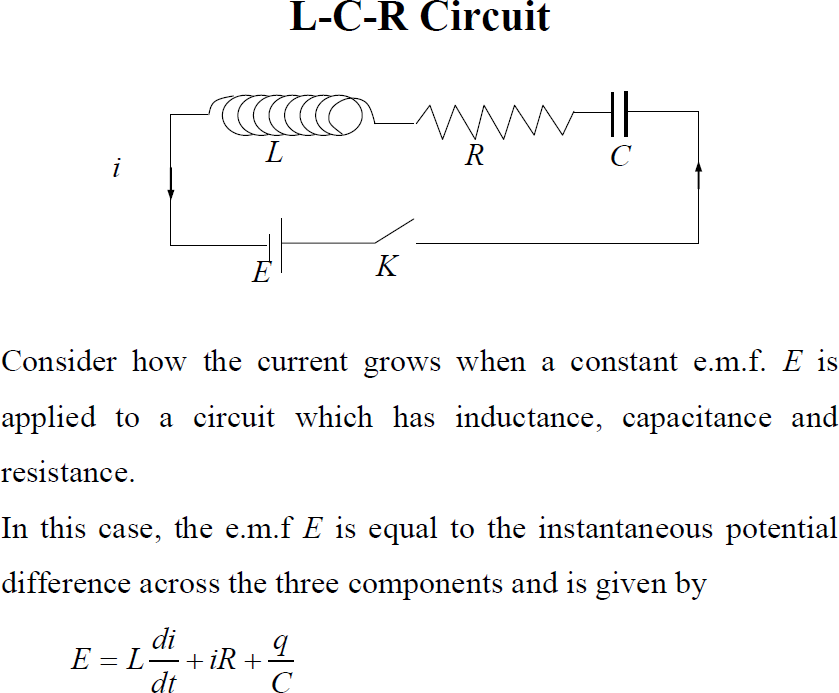 L-C-R Circuit
i
L
R
C
E
K
Consider how the current grows when a constant e.m.f. E is
applied to a circuit which has inductance, capacitance and
resistance.
In this case, the e.m.f E is equal to the instantaneous potential
difference across the three components and is given by
E = L di/dt + iR + q/C